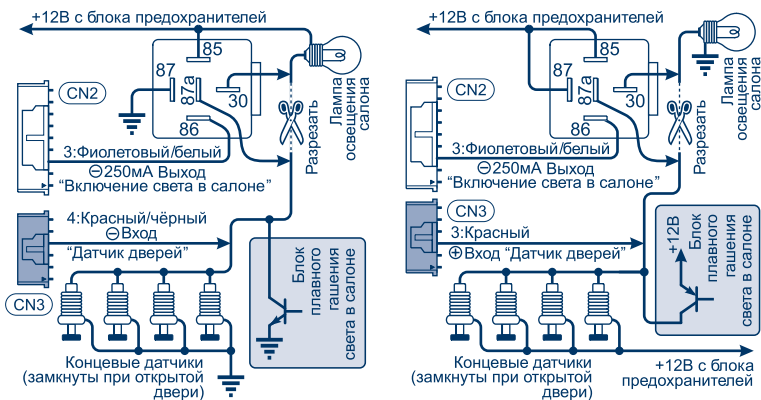 +12В с блока предохранителей
85
87
87a
30
86
CN2
3:Фиолетовый/белый
⊖250мА Выход
"Включение света в салоне"
Разрезать
Лампа
освещения
салона
4:Красный/чёрный
⊖Вход
"Датчик дверей"
CN3
Блок
плавного
гашения
света в салоне
Концевые датчики
(замкнуты при открытой
двери)
+12В с блока предохранителей
85
87
87a
30
86
CN2
3:Фиолетовый/белый
⊖250мА Выход
"Включение света в салоне"
Разрезать
Лампа
освещения
салона
CN3
3:Красный
⊕Вход "Датчик дверей"
+12В
Блок
плавного
гашения
света в салоне
Концевые датчики
(замкнуты при открытой
двери)
+12В с блока
предохранителей